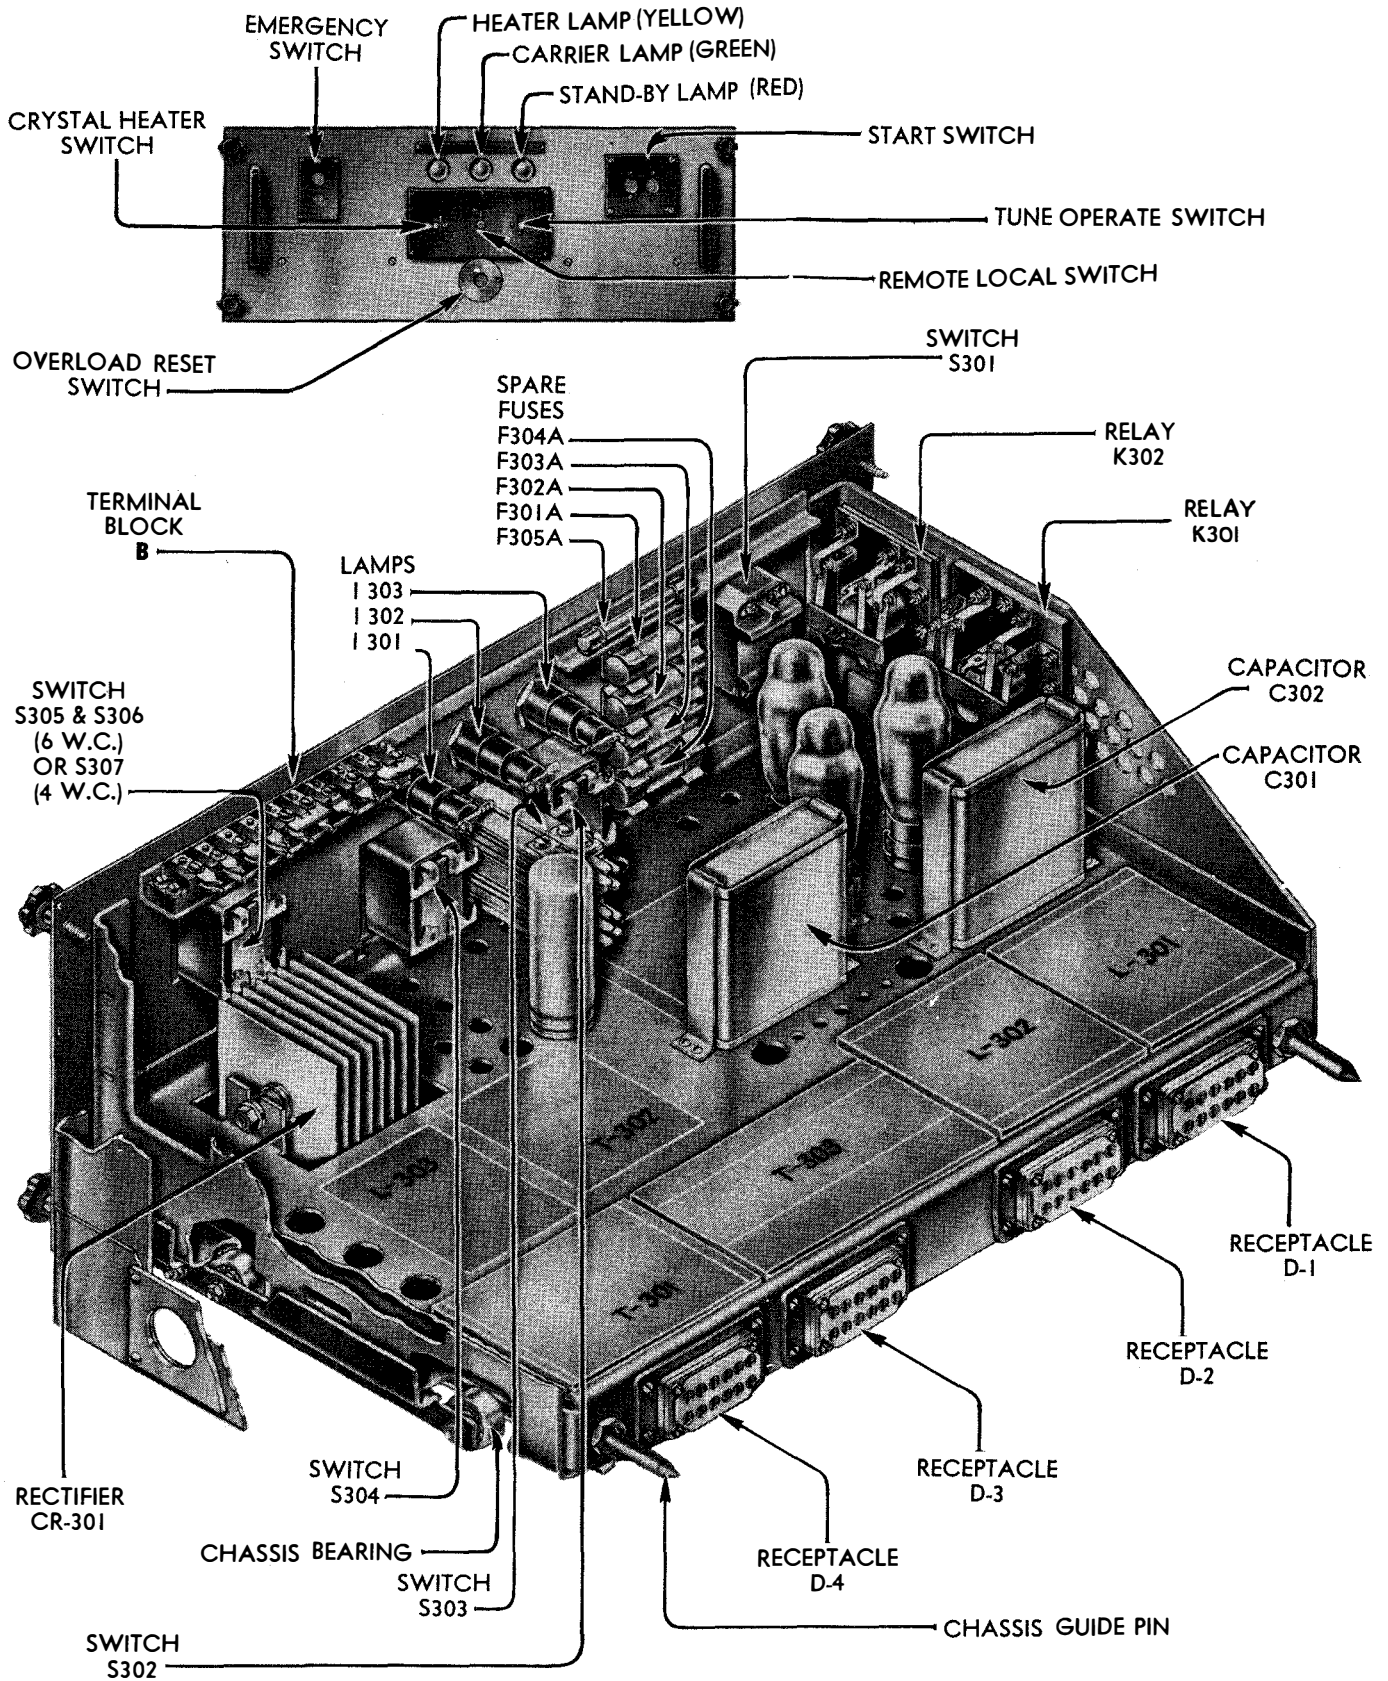 EMERGENCY
SWITCH
HEATER LAMP (YELLOW)
CARRIER LAMP (GREEN)
STAND-BY LAMP (RED)
CRYSTAL HEATER
SWITCH
START SWITCH
TUNE OPERATE SWITCH
REMOTE LOCAL SWITCH
OVERLOAD RESET
SWITCH
SWITCH
S301
SPARE
FUSES
F304A
F303A
F302A
F301A
F305A
RELAY
K302
RELAY
K301
TERMINAL
BLOCK
B
LAMPS
I 303
I 302
I 301
SWITCH
S305 & S306
(6 W.C.)
OR S307
(4 W.C.)
CAPACITOR
C302
CAPACITOR
C301
L-301
L-302
T-302
T-303
L-303
T-301
RECEPTACLE
D-1
RECEPTACLE
D-2
RECEPTACLE
D-3
RECEPTACLE
D-4
SWITCH
S304
RECTIFIER
CR-301
CHASSIS BEARING
SWITCH
S303
CHASSIS GUIDE PIN
SWITCH
S302